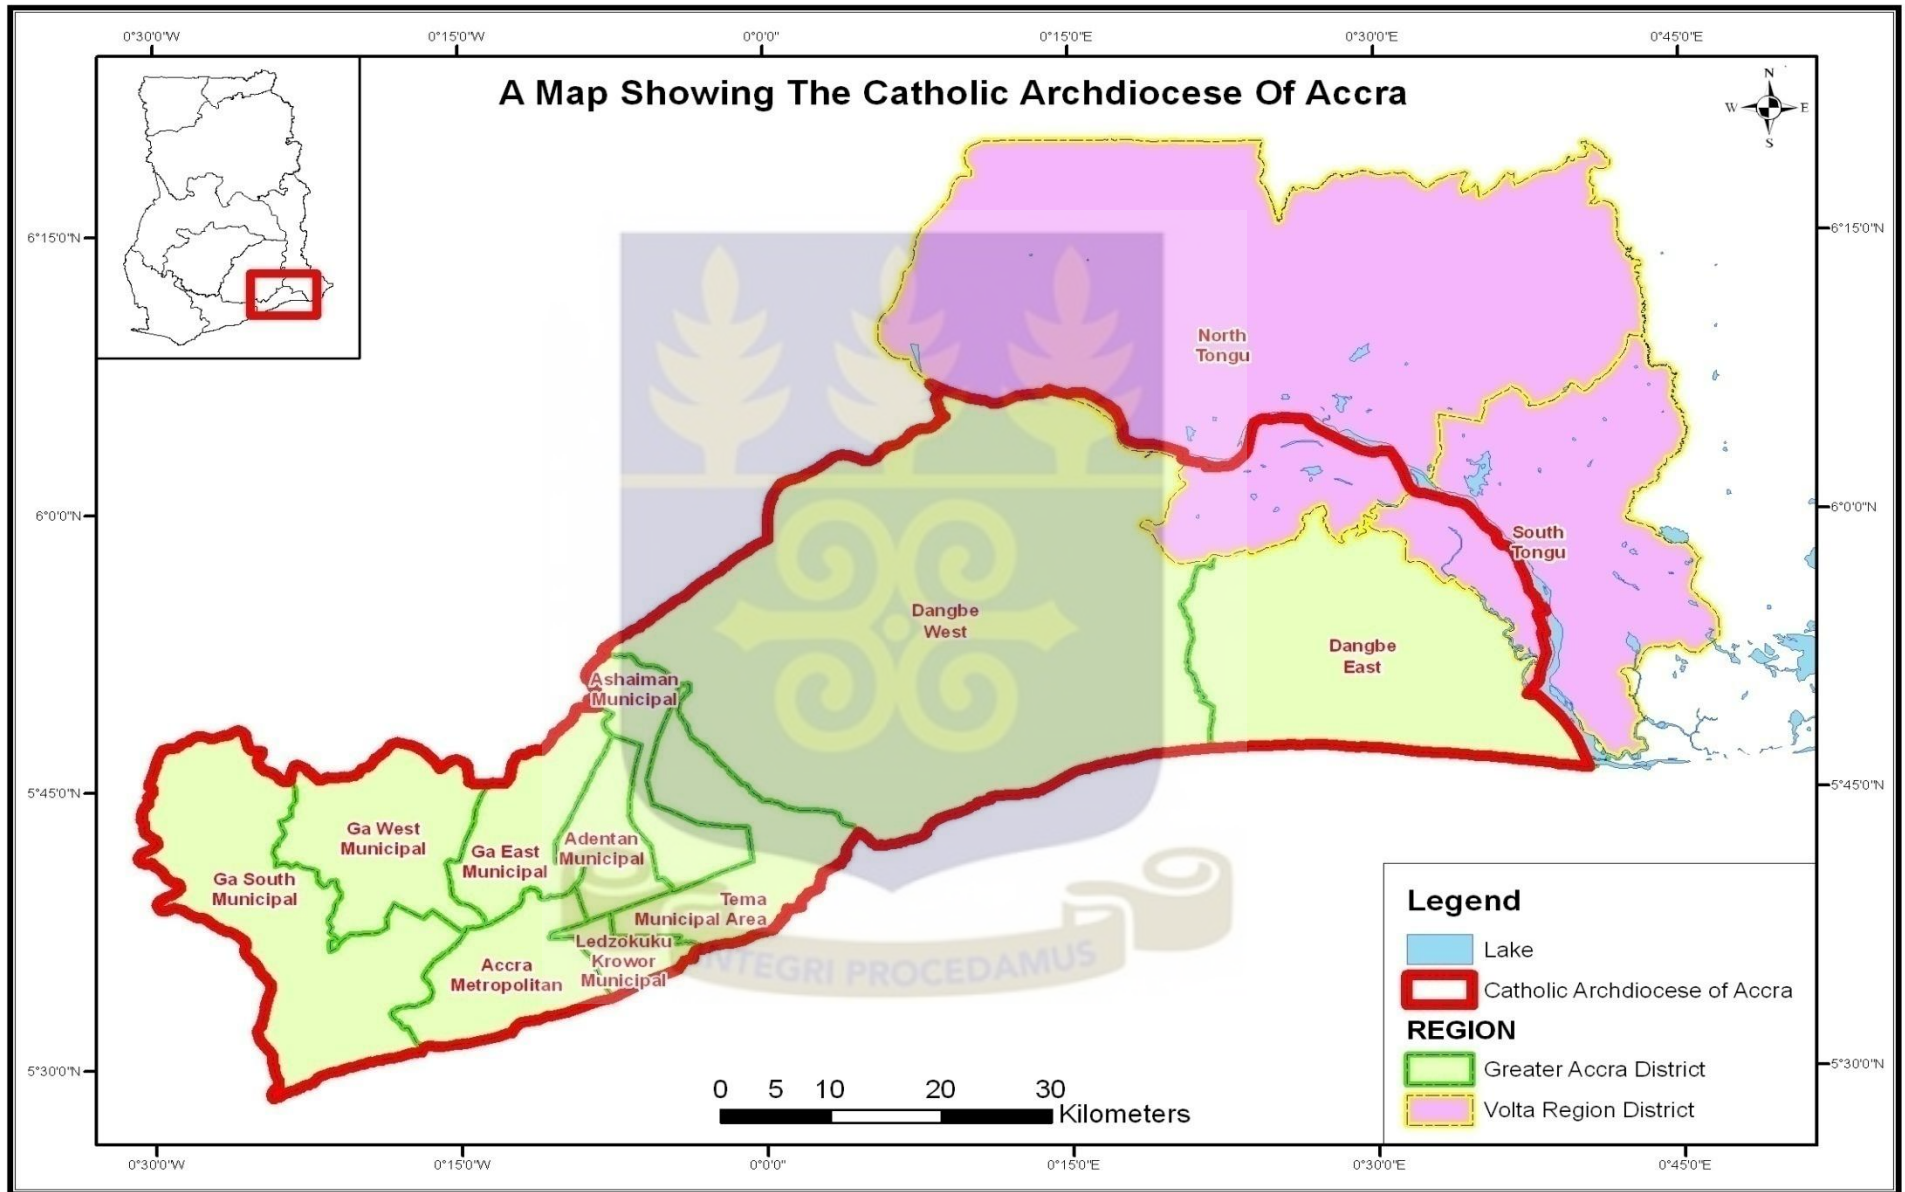 0°30'0"W 0°15'0"W 0°0'0" 0°15'0"E 0°30'0"E 0°45'0"E
A Map Showing The Catholic Archdiocese Of Accra
N
W E
S
6°15'0"N 6°15'0"N
North
Tongu
6°0'0"N 6°0'0"N
South
Tongu
Dangbe
West
Dangbe
East
Ashaiman
Municipal
5°45'0"N 5°45'0"N
Ga West
Municipal
Ga East
Municipal
Adentan
Municipal
Ga South
Municipal
Tema
Municipal Area
Ledzokuku
Krowor
Municipal
Accra
Metropolitan
INTEGRI PROCEDAMUS
Legend
Lake
Catholic Archdiocese of Accra
REGION
Greater Accra District
Volta Region District
5°30'0"N 5°30'0"N
0 5 10 20 30
Kilometers
0°30'0"W 0°15'0"W 0°0'0" 0°15'0"E 0°30'0"E 0°45'0"E